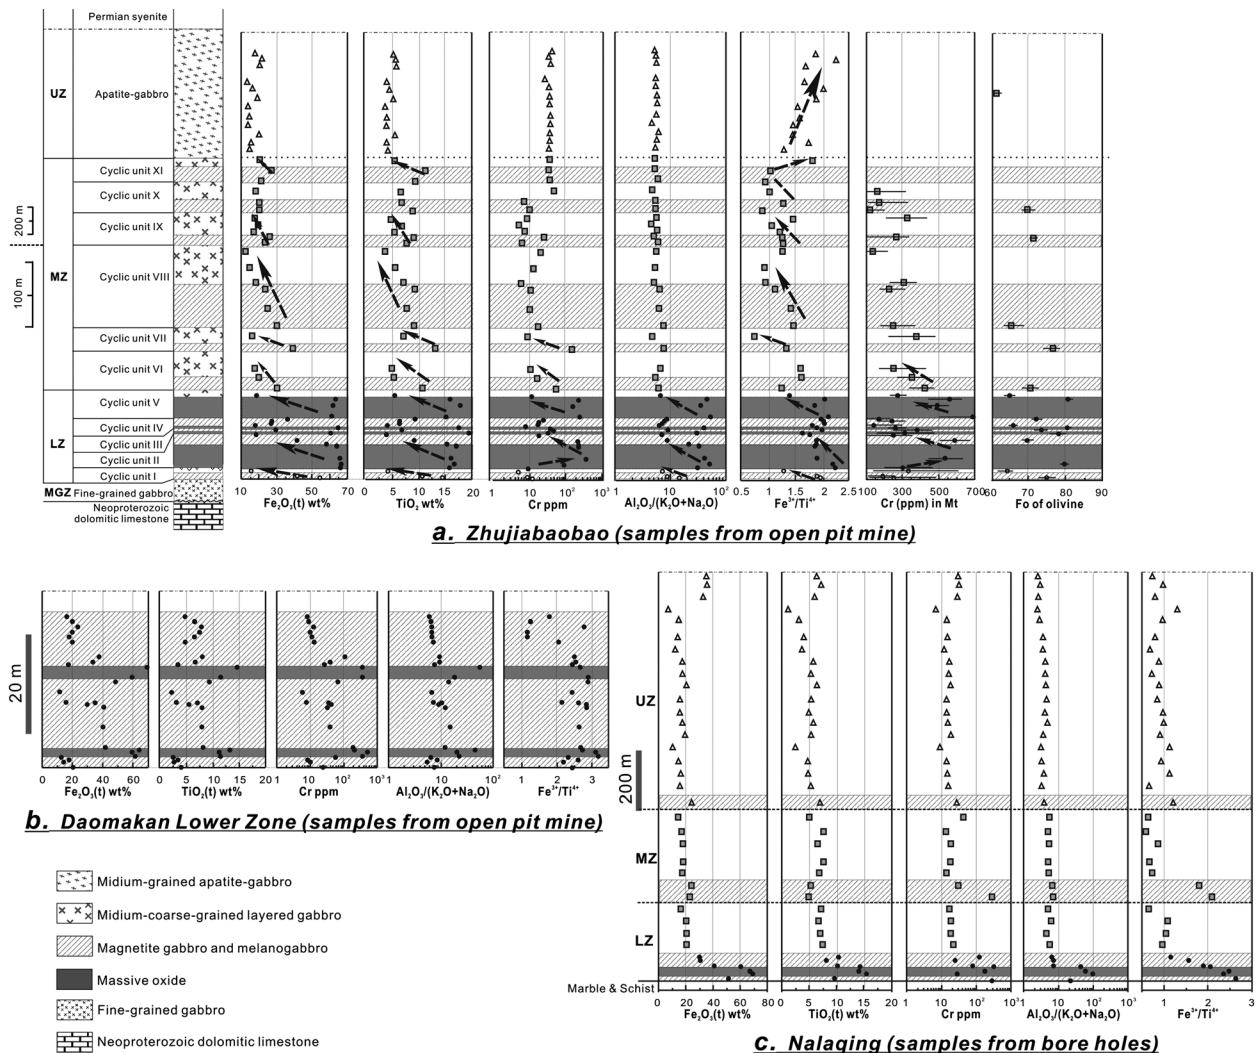 Permian syenite
UZ
Apatite-gabbro
Cyclic unit XI
Cyclic unit X
200 m
Cyclic unit IX
MZ
Cyclic unit VIII
100 m
Cyclic unit VII
Cyclic unit VI
Cyclic unit V
LZ
Cyclic unit IV
Cyclic unit III
Cyclic unit II
Cyclic unit I
MGZ Fine-grained gabbro
Neoproterozoic
dolomitic limestone
10 30 50 70
Fe₂O₃(t) wt%
0 5 10 15 20
TiO₂ wt%
1 10 10² 10³
Cr ppm
1 10 10² 10³
Al₂O₃/(K₂O+Na₂O)
0.5 1 1.5 2 2.5
Fe³⁺/Ti⁴⁺
100 300 500 700
Cr (ppm) in Mt
60 70 80 90
Fo of olivine
a. Zhujiabaobao (samples from open pit mine)
20 m
0 20 40 60
Fe₂O₃(t) wt%
0 5 10 15 20
TiO₂(t) wt%
1 10 10² 10³
Cr ppm
1 10 10²
Al₂O₃/(K₂O+Na₂O)
1 2 3
Fe³⁺/Ti⁴⁺
b. Daomakan Lower Zone (samples from open pit mine)
Midium-grained apatite-gabbro
Midium-coarse-grained layered gabbro
Magnetite gabbro and melanogabbro
Massive oxide
Fine-grained gabbro
Neoproterozoic dolomitic limestone
UZ
200 m
MZ
LZ
Marble & Schist
0 20 40 60 80
Fe₂O₃(t) wt%
0 5 10 15 20
TiO₂(t) wt%
1 10 10² 10³
Cr ppm
1 10 10² 10³
Al₂O₃/(K₂O+Na₂O)
1 2 3
Fe³⁺/Ti⁴⁺
c. Nalaqing (samples from bore holes)